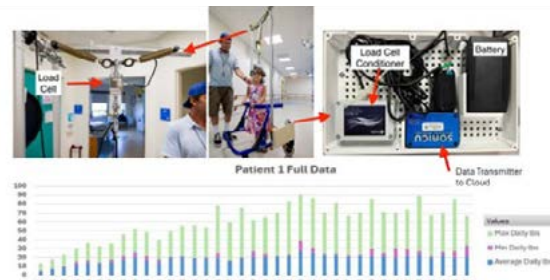 Load
Cell
Load Cell
Conditioner
Battery
Data Transmitter
to Cloud
Patient 1 Full Data
100
90
80
70
60
50
40
30
20
10
0
Values
Max Daily lbs
Min Daily lbs
Average Daily lbs